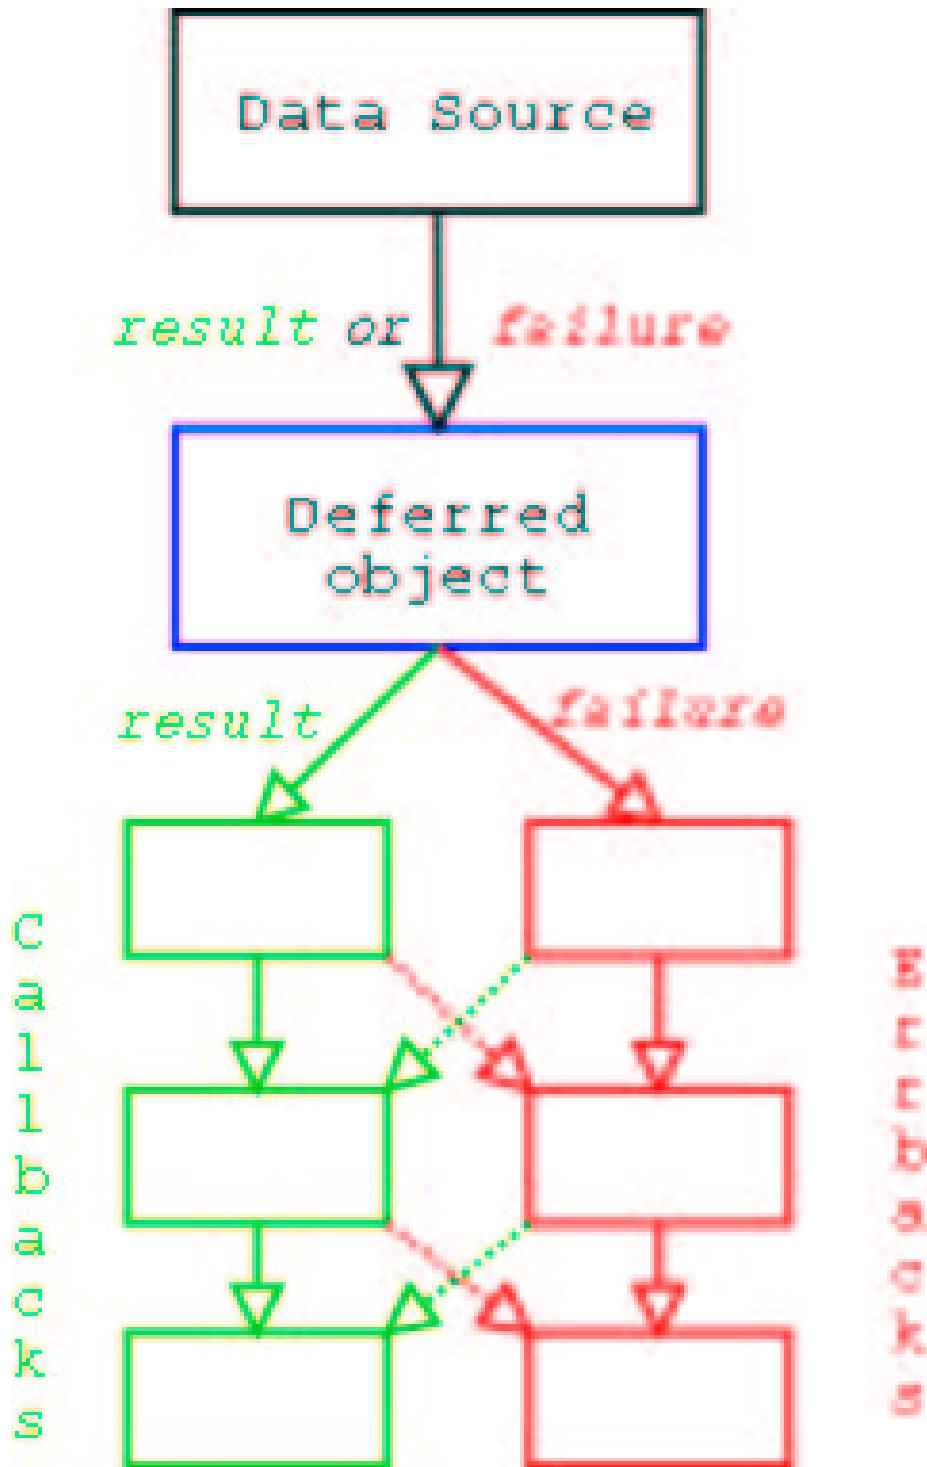 Data Source
result or failure
Deferred
object
result failure
Callbacks
Errbacks